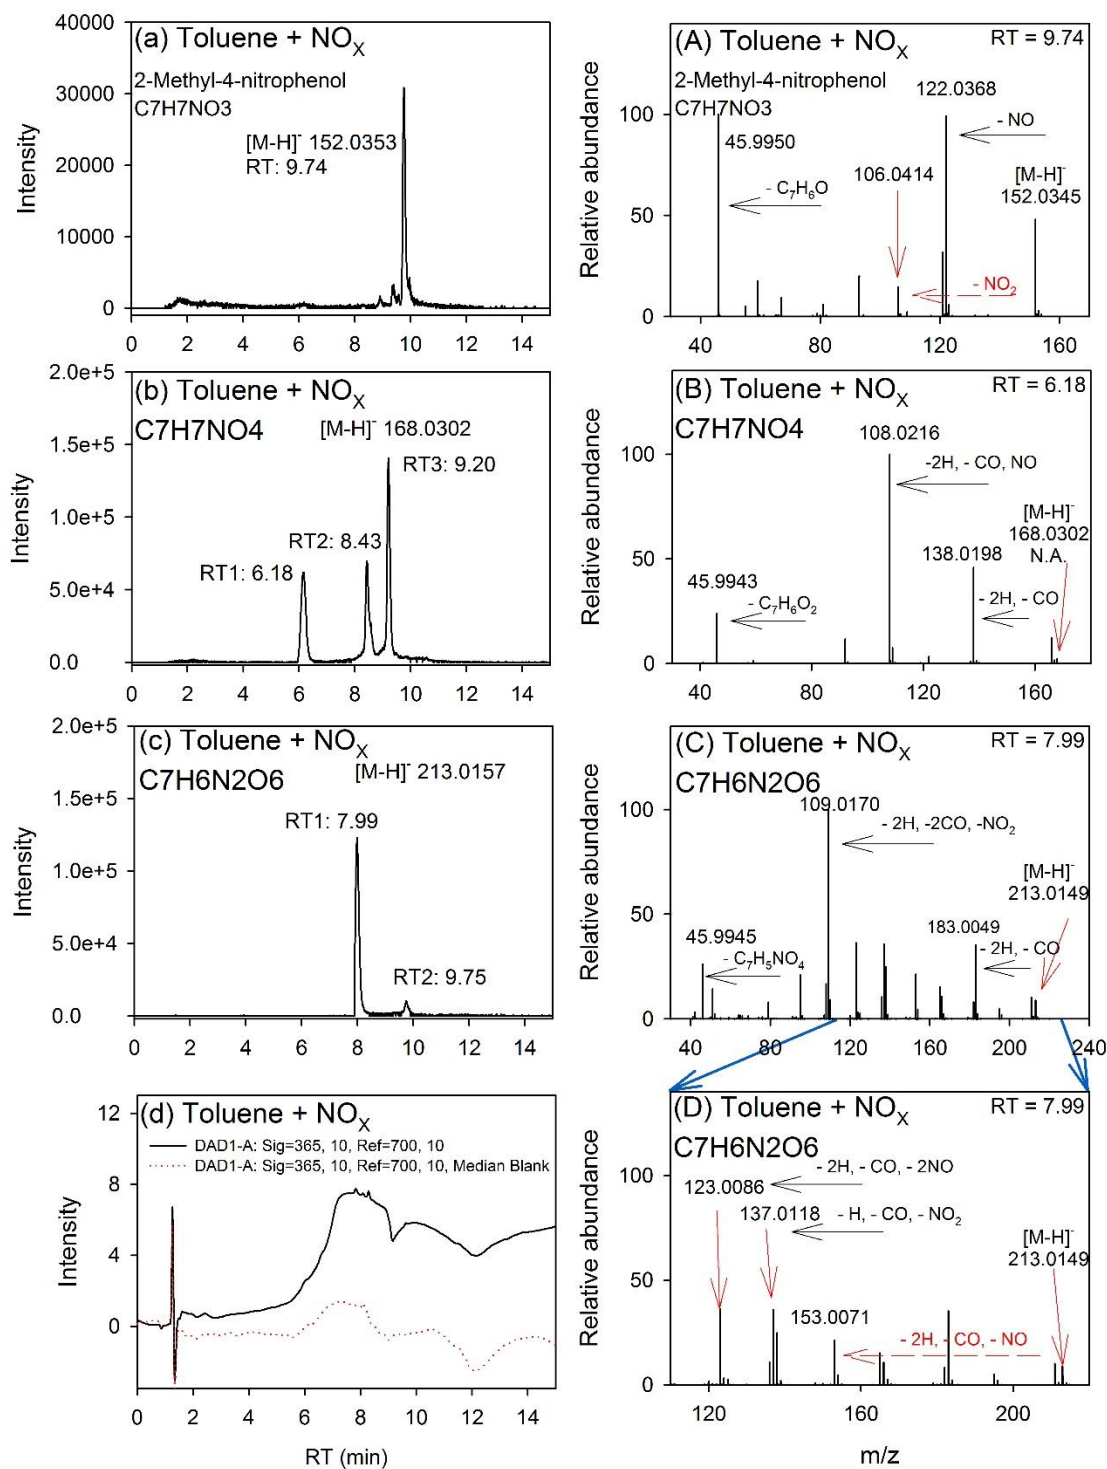 (a) Toluene + NOX
2-Methyl-4-nitrophenol
C7H7NO3
[M-H]- 152.0353
RT: 9.74
Intensity
40000
30000
20000
10000
0
0 2 4 6 8 10 12 14
(A) Toluene + NOX
RT = 9.74
2-Methyl-4-nitrophenol
C7H7NO3
122.0368
- NO
45.9950
106.0414
[M-H]-
152.0345
- C7H6O
- NO2
Relative abundance
100
50
0
40 80 120 160
(b) Toluene + NOX
C7H7NO4
[M-H]- 168.0302
RT3: 9.20
RT2: 8.43
RT1: 6.18
Intensity
2.0e+5
1.5e+5
1.0e+5
5.0e+4
0.0
0 2 4 6 8 10 12 14
(B) Toluene + NOX
RT = 6.18
C7H7NO4
108.0216
-2H, - CO, NO
[M-H]-
168.0302
N.A.
138.0198
45.9943
- C7H6O2
- 2H, - CO
Relative abundance
100
50
0
40 80 120 160
(c) Toluene + NOX
C7H6N2O6
[M-H]- 213.0157
RT1: 7.99
RT2: 9.75
Intensity
2.0e+5
1.5e+5
1.0e+5
5.0e+4
0.0
0 2 4 6 8 10 12 14
(C) Toluene + NOX
RT = 7.99
C7H6N2O6
109.0170
- 2H, -2CO, -NO2
[M-H]-
213.0149
45.9945
183.0049
- C7H5NO4
- 2H, - CO
Relative abundance
100
50
0
40 80 120 160 200 240
(d) Toluene + NOX
DAD1-A: Sig=365, 10, Ref=700, 10
DAD1-A: Sig=365, 10, Ref=700, 10, Median Blank
Intensity
12
8
4
0
0 2 4 6 8 10 12 14
RT (min)
(D) Toluene + NOX
RT = 7.99
C7H6N2O6
- 2H, - CO, - 2NO
123.0086
137.0118
- H, - CO, - NO2
[M-H]-
213.0149
153.0071
- 2H, - CO, - NO
Relative abundance
100
50
0
120 160 200
m/z